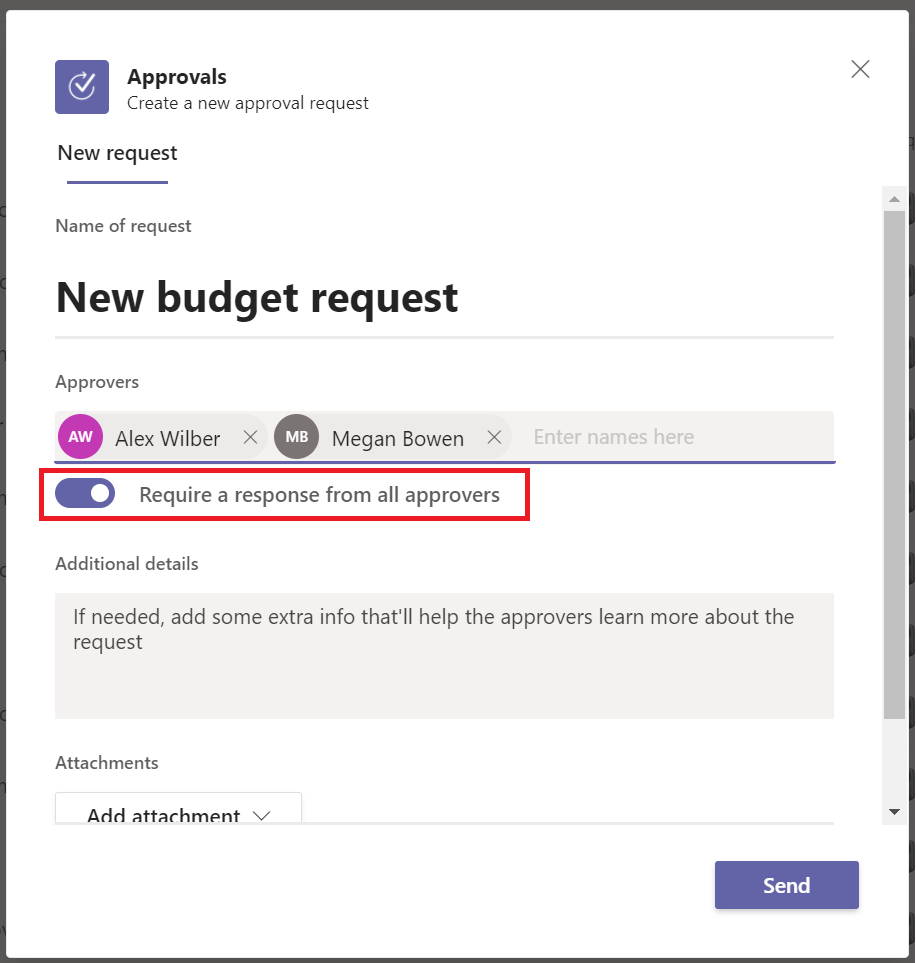 Approvals
Create a new approval request
New request
Name of request
New budget request
Approvers
AW Alex Wilber MB Megan Bowen Enter names here
Require a response from all approvers
Additional details
If needed, add some extra info that'll help the approvers learn more about the
request
Attachments
Add attachment
Send